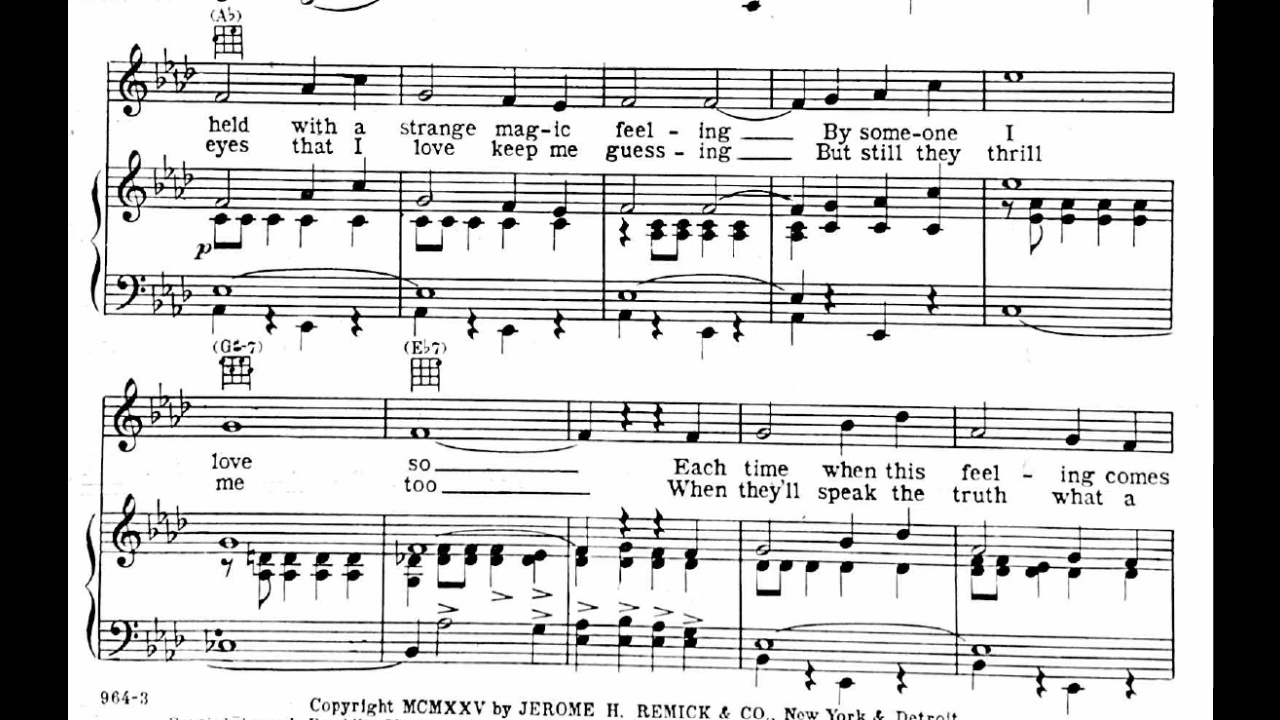 (A♭)
held with a strange mag-ic feel - ing By some-one I
eyes that I love keep me guess - ing But still they thrill
p
(E♭7)
love so Each time when this feel - ing comes
me too When they'll speak the truth what a
964-3
Copyright MCMXXV by JEROME H. REMICK & CO., New York & Detroit